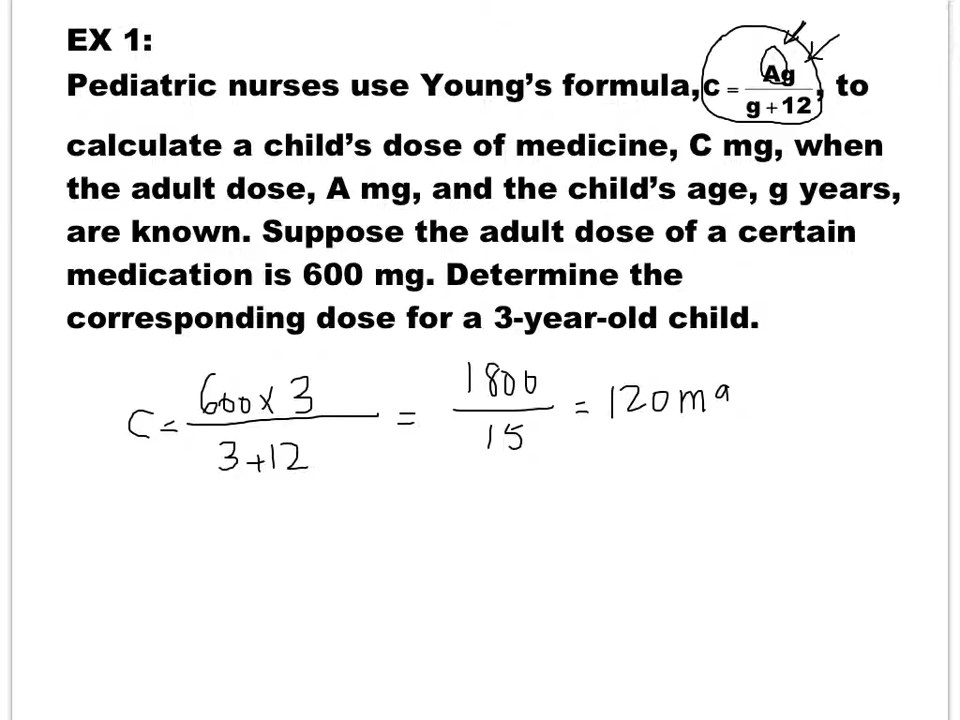 EX 1:
Pediatric nurses use Young's formula, c = Ag / g + 12, to
calculate a child's dose of medicine, C mg, when
the adult dose, A mg, and the child's age, g years,
are known. Suppose the adult dose of a certain
medication is 600 mg. Determine the
corresponding dose for a 3-year-old child.
C = 600 x 3 / 3 + 12 = 1800 / 15 = 120 mg